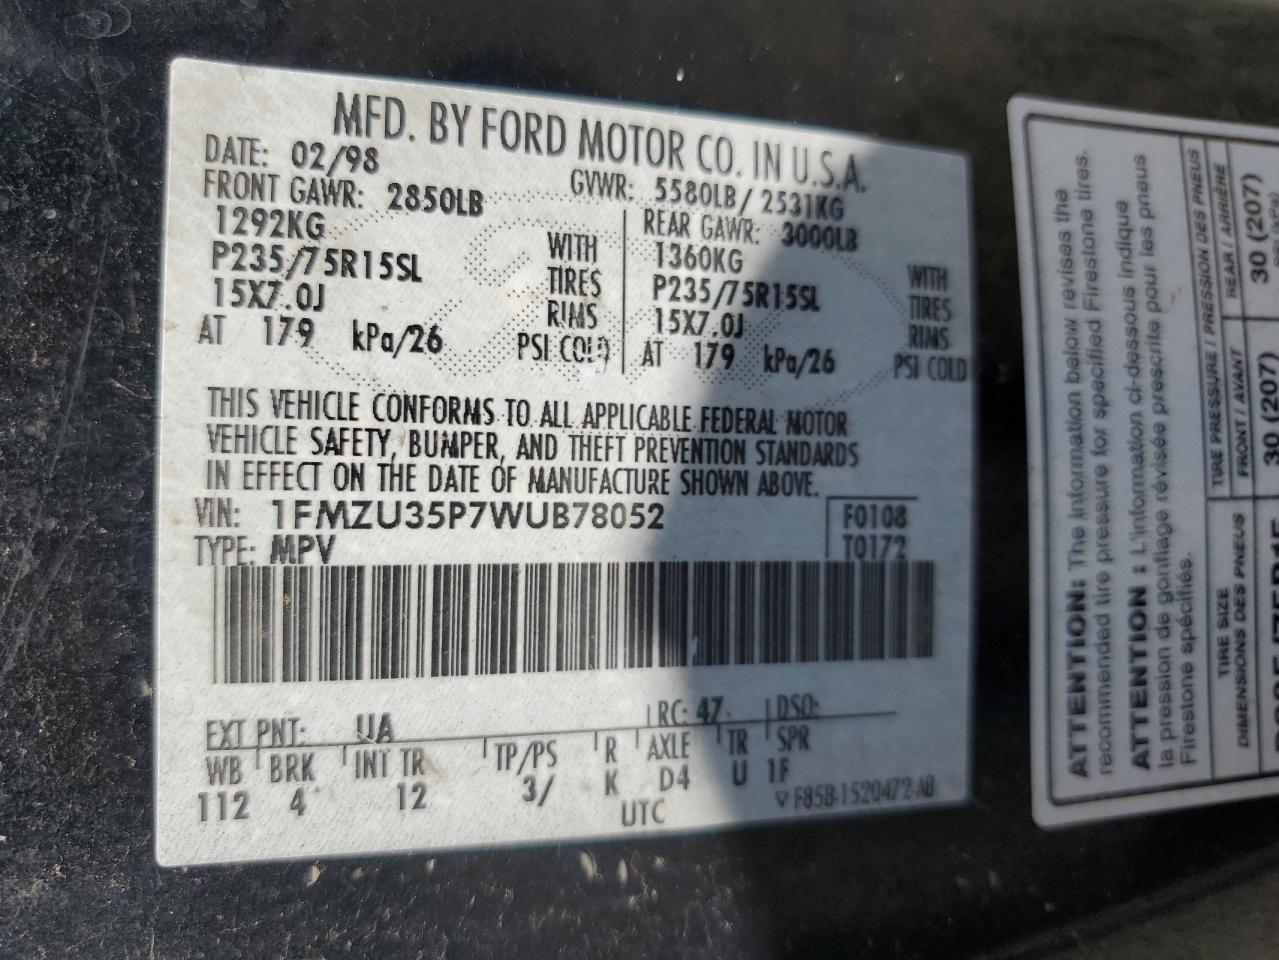 MFD. BY FORD MOTOR CO. IN U.S.A.
DATE: 02/98 GVWR: 5580LB/2531KG
FRONT GAWR: 2850LB REAR GAWR: 3000LB
1292KG WITH 1360KG WITH
P235/75R15SL TIRES P235/75R15SL TIRES
15X7.0J RIMS 15X7.0J RIMS
AT 179 kPa/26 PSI COLD AT 179 kPa/26 PSI COLD
THIS VEHICLE CONFORMS TO ALL APPLICABLE FEDERAL MOTOR
VEHICLE SAFETY, BUMPER, AND THEFT PREVENTION STANDARDS
IN EFFECT ON THE DATE OF MANUFACTURE SHOWN ABOVE.
VIN: 1FMZU35P7WUB78052 F0108
TYPE: MPV T0172
EXT PNT: UA RC: 47 DSO:
WB BRK INT TR TP/PS R AXLE TR SPR
112 4 12 3/ K D4 U 1F
UTC ▽ F85B-1520472-AB
ATTENTION: The information below revises the
recommended tire pressure for specified Firestone tires.
ATTENTION : L'information ci-dessous indique
la pression de gonflage révisée prescrite pour les pneus
Firestone spécifiés.
TIRE SIZE
DIMENSIONS DES PNEUS
TIRE PRESSURE / PRESSION DES PNEUS
FRONT / AVANT
REAR / ARRIÈRE
30 (207)
30 (207)